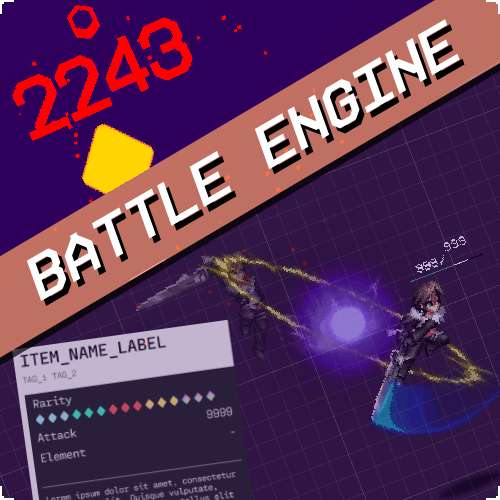 2243
BATTLE ENGINE
999/ 999
ITEM_NAME_LABEL
TAG_1 TAG_2
Rarity
Attack 9999
Element -
Lorem ipsum dolor sit amet, consectetur
elit. Quisque vulputate,